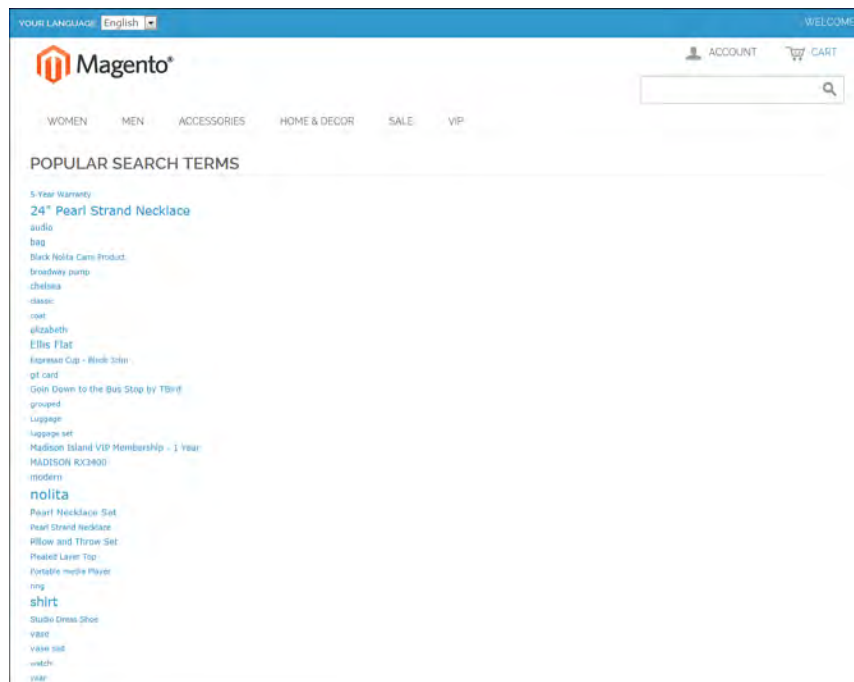 YOUR LANGUAGE: English WELCOME
Magento®
ACCOUNT CART
WOMEN MEN ACCESSORIES HOME & DECOR SALE VIP
POPULAR SEARCH TERMS
5-Year Warranty
24" Pearl Strand Necklace
audio
bag
Black Nolita Cami Product
broadway pump
chelsea
classic
coat
elizabeth
Ellis Flat
Espresso Cup - Trim
gif card
Goin Down to the Bus Stop by
grouped
Luggage
luggage set
Madison Island VIP Membership - 1 Year
MADISON RX3400
modern
nolita
Pearl Necklace Set
Pearl Strand Necklace
Pillow and Throw Set
Pleated Layer Top
Portable media Player
ring
shirt
Studio Dress Shoe
vase
vase set
watch
year